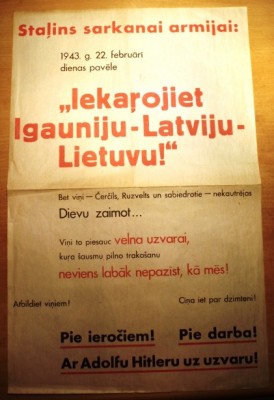 Staļins sarkanai armijai:
1943. g. 22. februārī
dienas pavēle
„Iekaŗojiet
Igauniju-Latviju-
Lietuvu!“
Bet viņi — Čerčils, Ruzvelts un sabiedrotie — nekautrējas
Dievu zaimot...
Viņi to piesauc velna uzvarai,
kuŗa šausmu pilno trakošanu
neviens labāk nepazīst, kā mēs!
Atbildiet viņiem!
Cīņa iet par dzimteni!
Pie ieročiem! Pie darba!
Ar Adolfu Hitleru uz uzvaru!